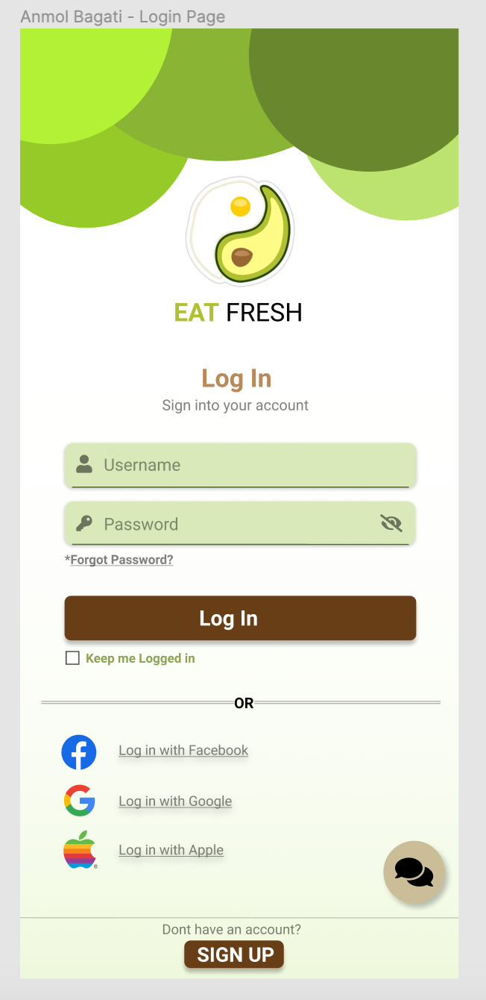 Anmol Bagati - Login Page
EAT FRESH
Log In
Sign into your account
Username
Password
*Forgot Password?
Log In
Keep me Logged in
OR
Log in with Facebook
Log in with Google
Log in with Apple
Dont have an account?
SIGN UP